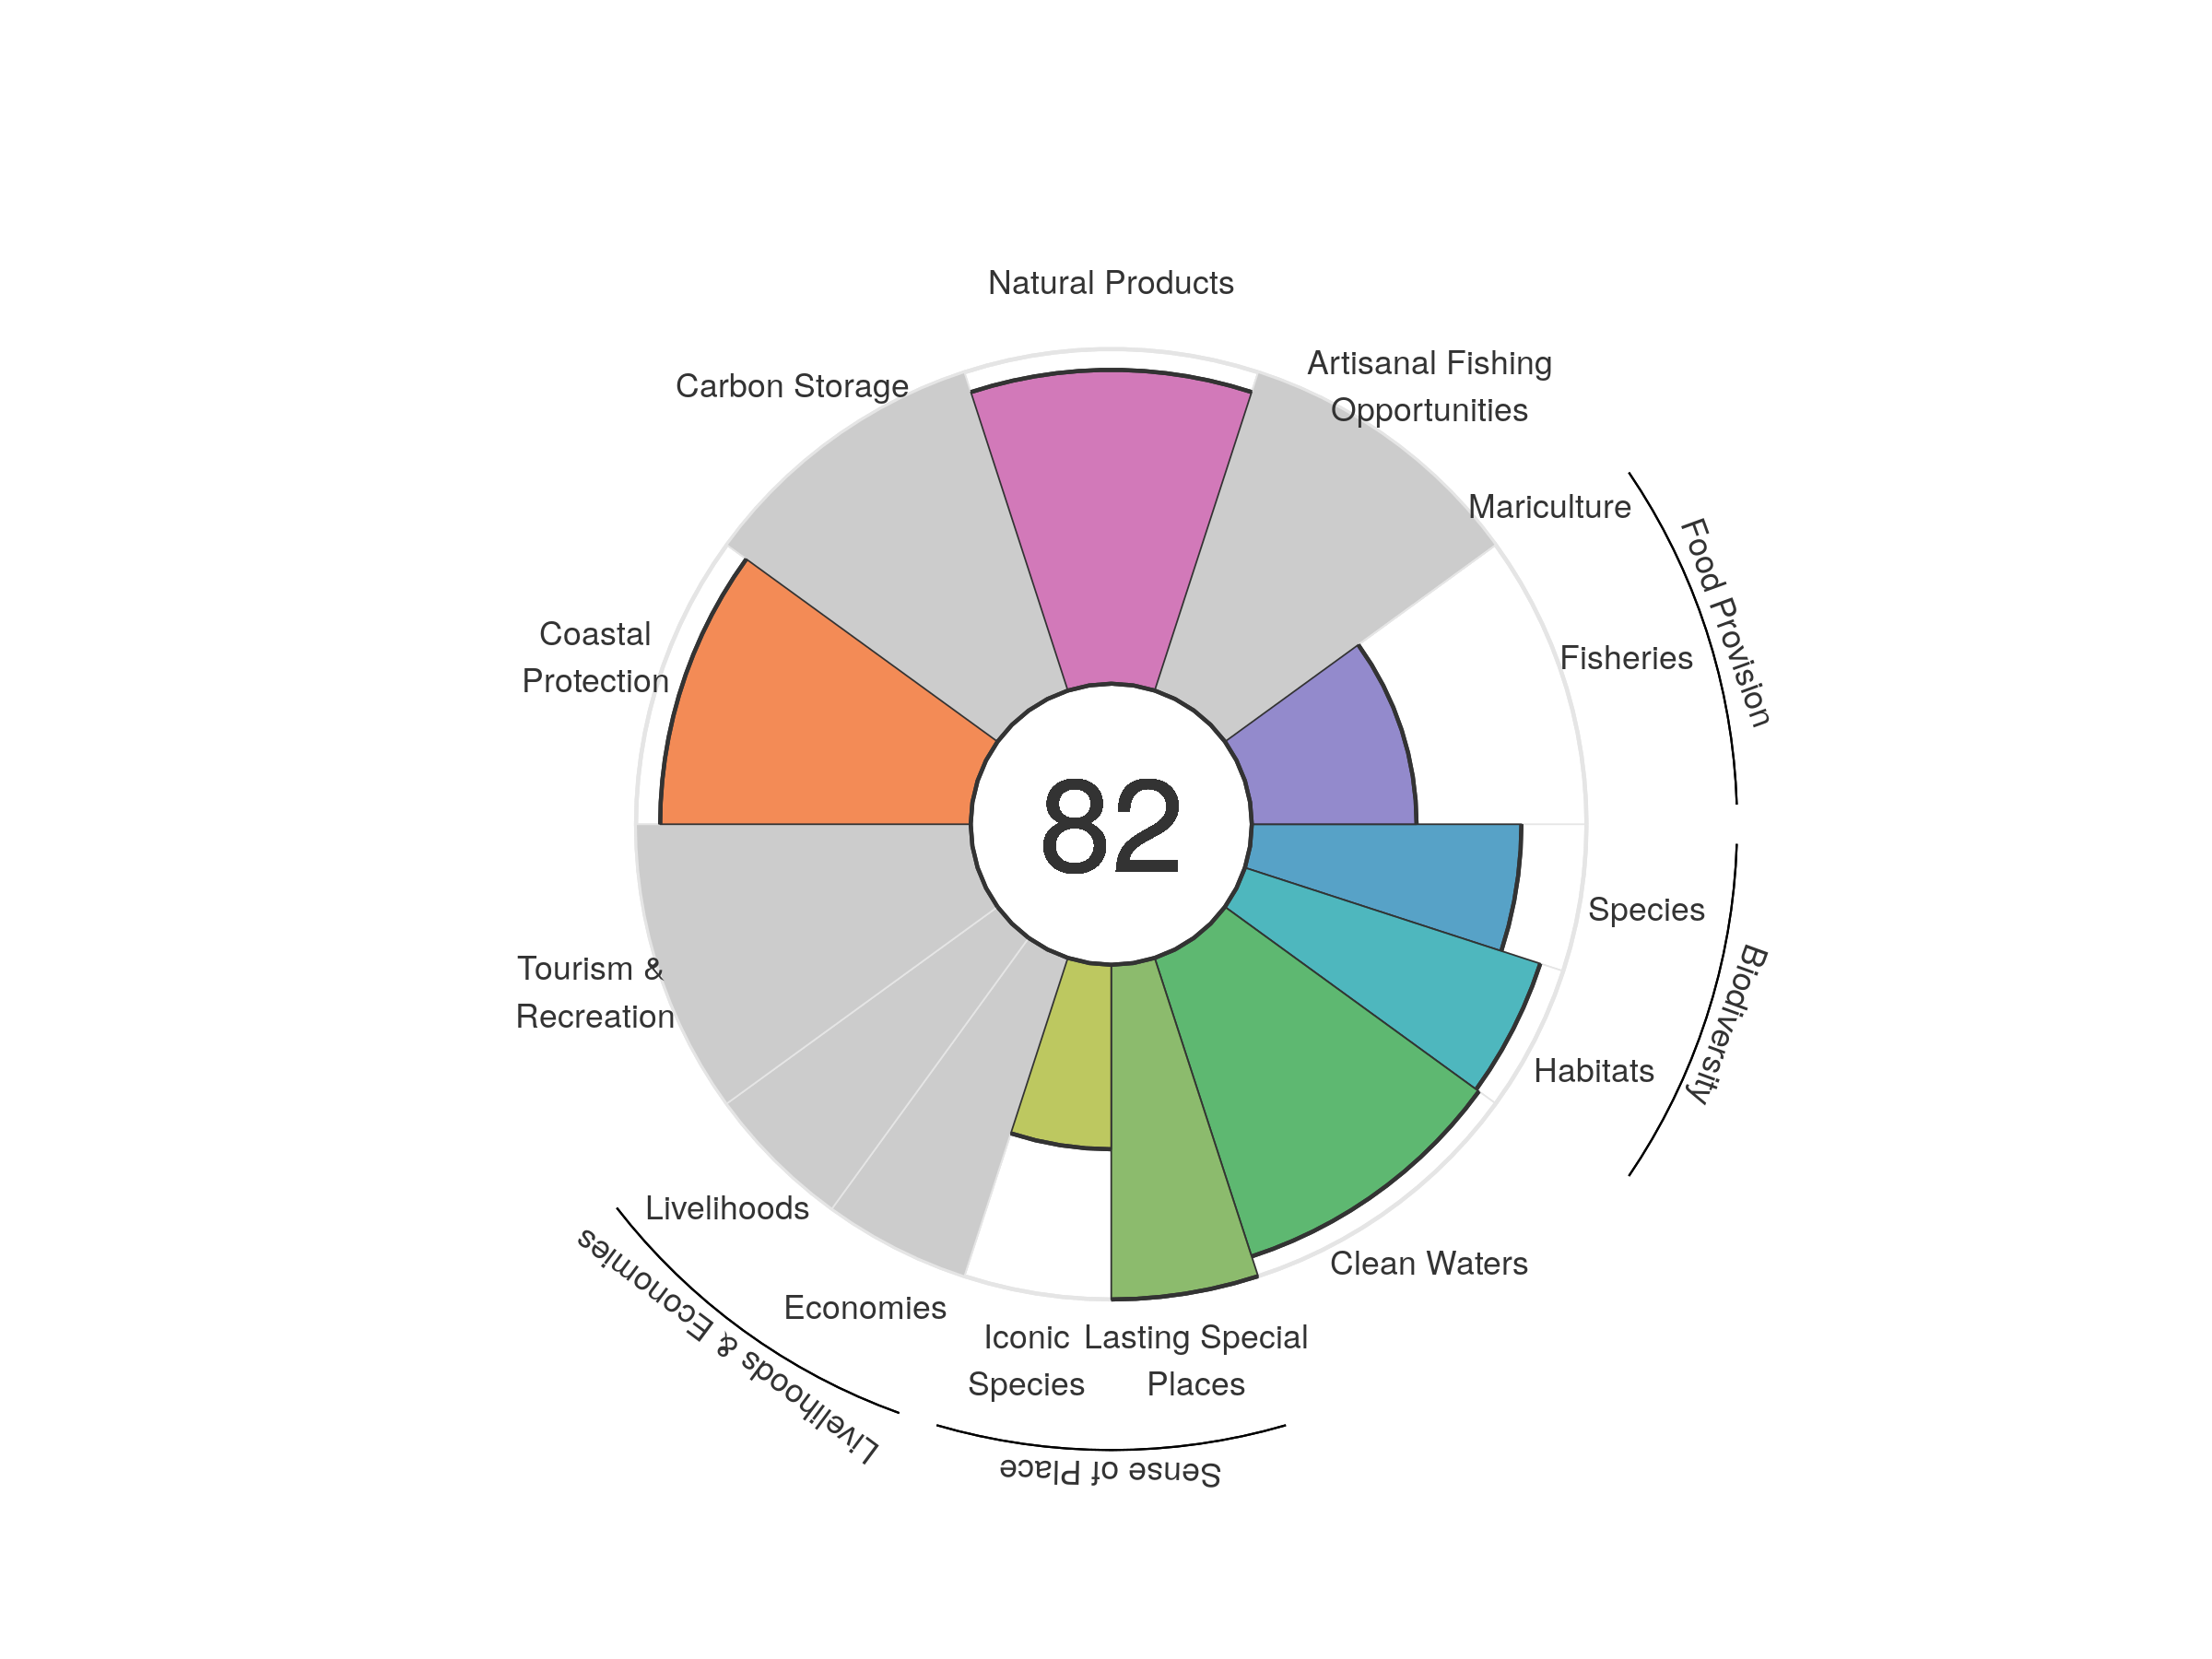 Natural Products
Artisanal Fishing
Opportunities
Carbon Storage
Mariculture
Food Provision
Fisheries
Coastal
Protection
82
Species
Biodiversity
Habitats
Tourism &
Recreation
Livelihoods
Livelihoods & Economies
Economies
Clean Waters
Iconic
Species
Lasting Special
Places
Sense of Place